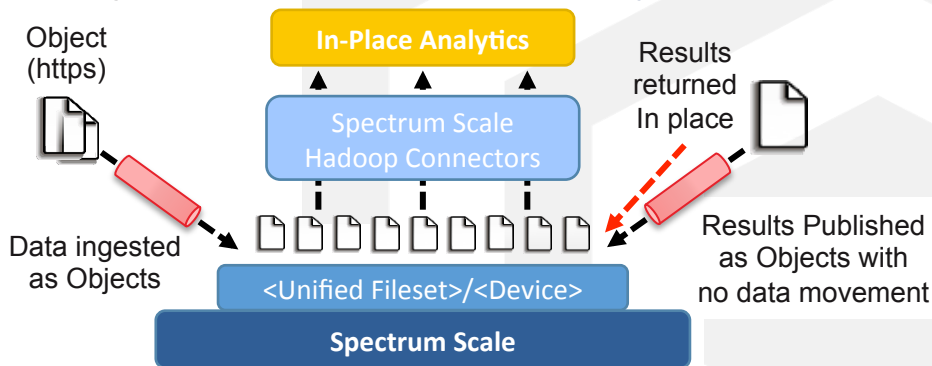 Object
(https)
In-Place Analytics
Results
returned
In place
Spectrum Scale
Hadoop Connectors
Data ingested
as Objects
Results Published
as Objects with
no data movement
<Unified Fileset>/<Device>
Spectrum Scale